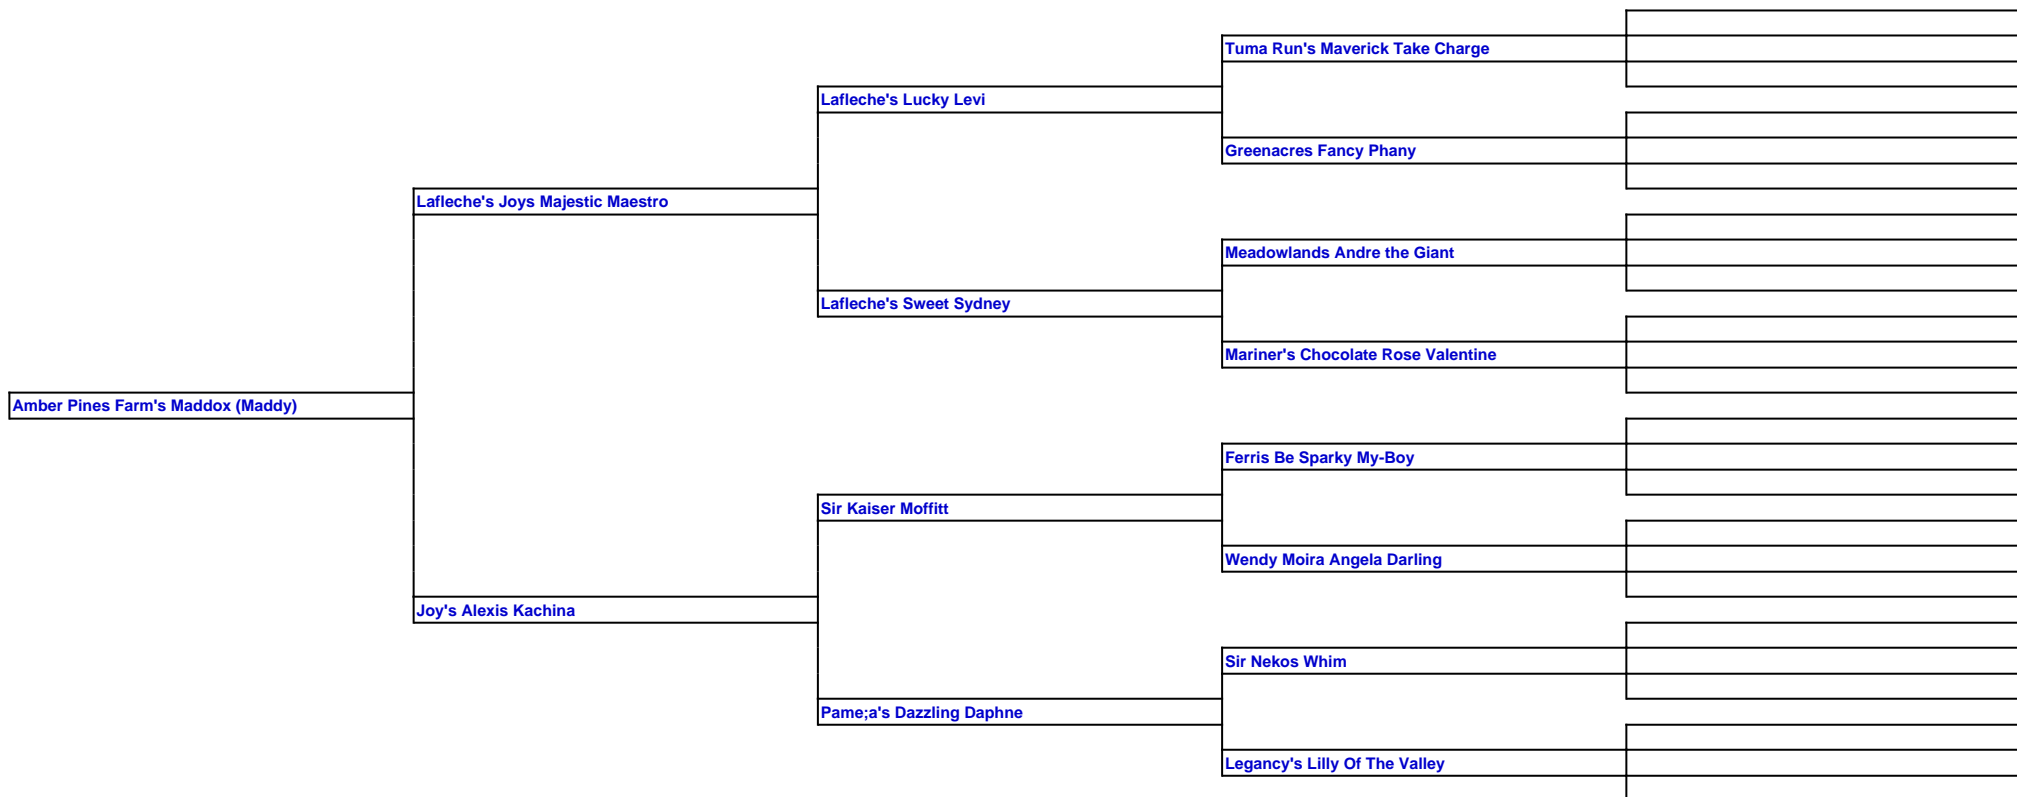 Tuma Run's Maverick Take Charge
Lafleche's Lucky Levi
Greenacres Fancy Phany
Lafleche's Joys Majestic Maestro
Meadowlands Andre the Giant
Lafleche's Sweet Sydney
Mariner's Chocolate Rose Valentine
Amber Pines Farm's Maddox (Maddy)
Ferris Be Sparky My-Boy
Sir Kaiser Moffitt
Wendy Moira Angela Darling
Joy's Alexis Kachina
Sir Nekos Whim
Pame;a's Dazzling Daphne
Legancy's Lilly Of The Valley